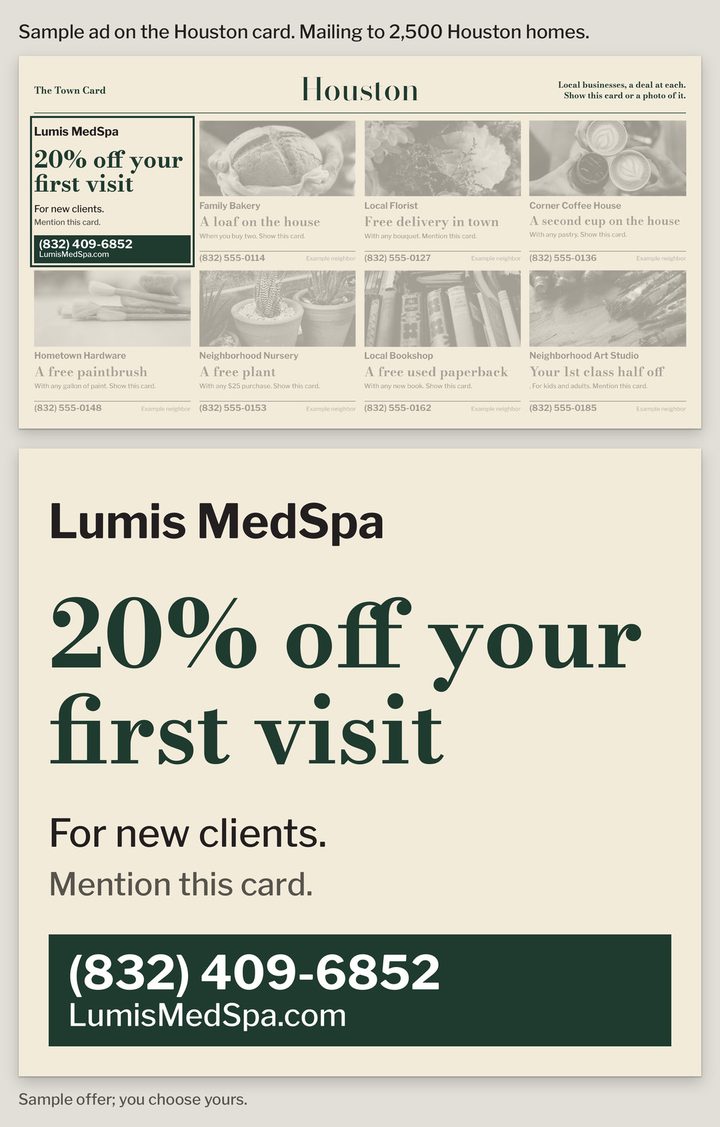 Sample ad on the Houston card. Mailing to 2,500 Houston homes.
The Town Card
Houston
Local businesses, a deal at each.
Show this card or a photo of it.
Lumis MedSpa
20% off your
first visit
For new clients.
Mention this card.
(832) 409-6852
LumisMedSpa.com
Family Bakery
A loaf on the house
When you buy two. Show this card.
(832) 555-0114
Example neighbor
Local Florist
Free delivery in town
With any bouquet. Mention this card.
(832) 555-0127
Example neighbor
Corner Coffee House
A second cup on the house
With any pastry. Show this card.
(832) 555-0136
Example neighbor
Hometown Hardware
A free paintbrush
With any gallon of paint. Show this card.
(832) 555-0148
Example neighbor
Neighborhood Nursery
A free plant
With any $25 purchase. Show this card.
(832) 555-0153
Example neighbor
Local Bookshop
A free used paperback
With any new book. Show this card.
(832) 555-0162
Example neighbor
Neighborhood Art Studio
Your 1st class half off
For kids and adults. Mention this card.
(832) 555-0185
Example neighbor
Lumis MedSpa
20% off your
first visit
For new clients.
Mention this card.
(832) 409-6852
LumisMedSpa.com
Sample offer; you choose yours.